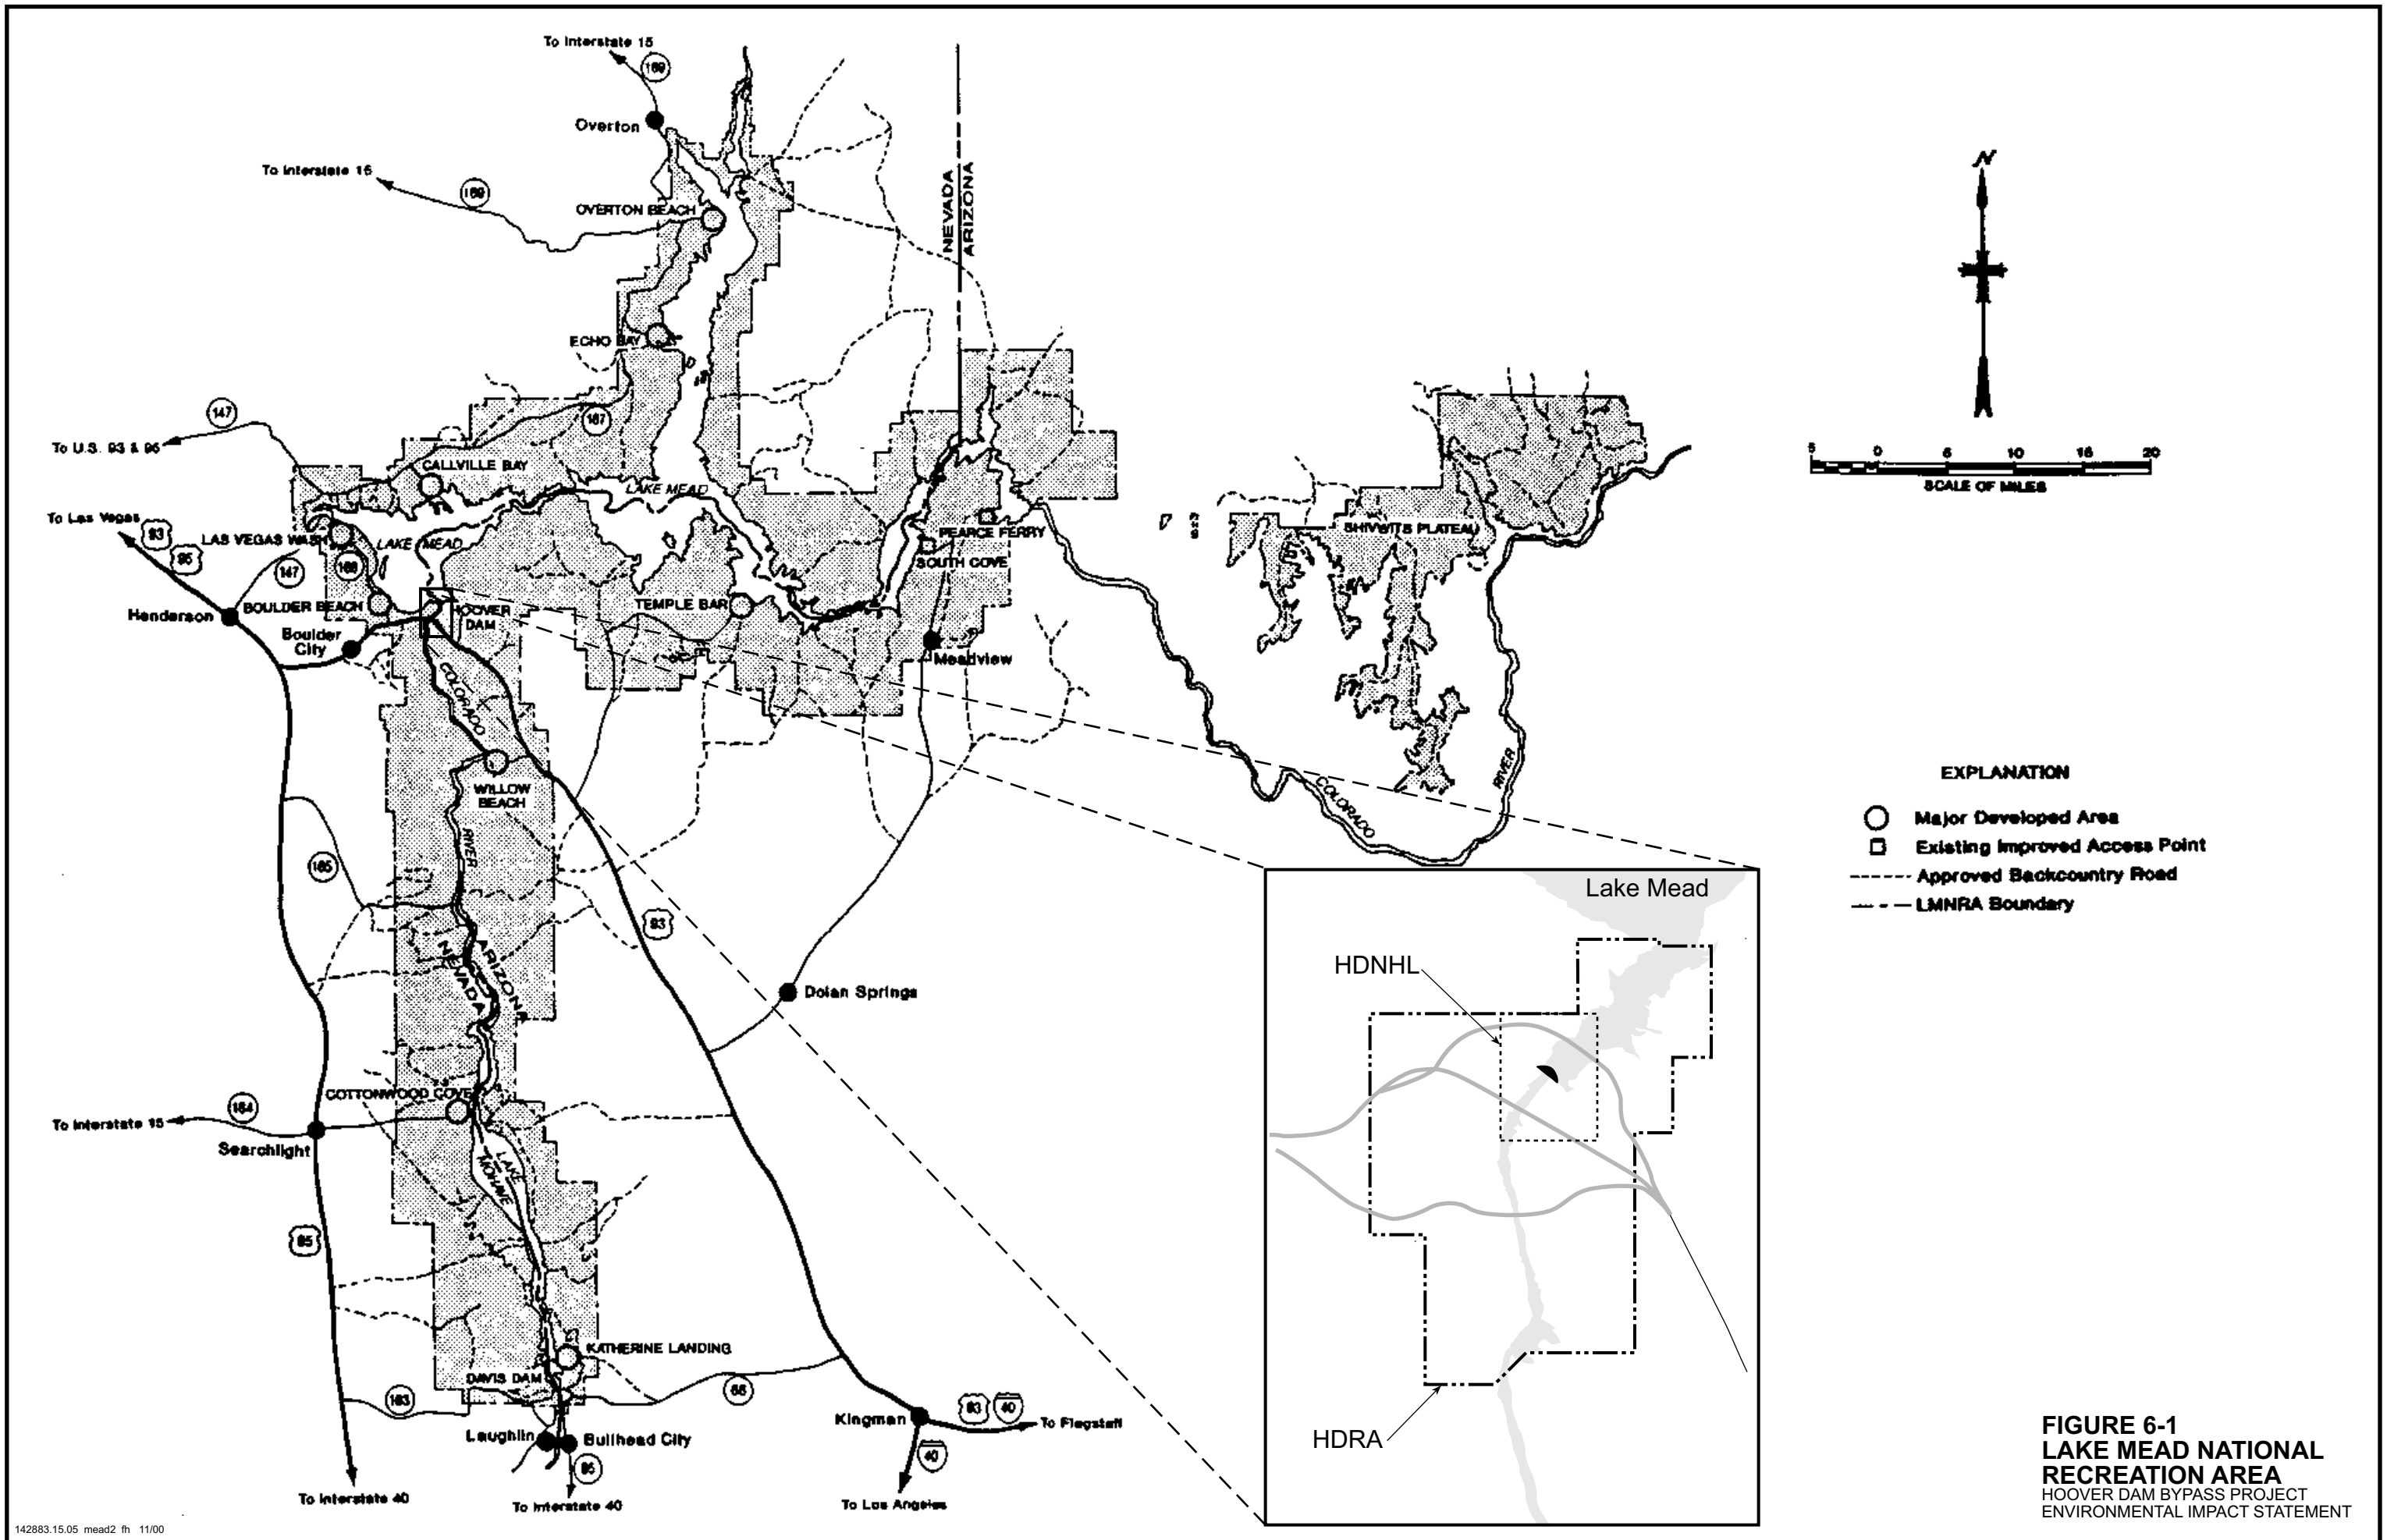 To Interstate 15
169
Overton
To Interstate 15
169
OVERTON BEACH
NEVADA
ARIZONA
N
ECHO BAY
147
167
To U.S. 93 & 95
CALLVILLE BAY
LAKE MEAD
5 0 5 10 15 20
SCALE OF MILES
To Las Vegas
93
95
LAS VEGAS WASH
LAKE MEAD
PEARCE FERRY
SHIVWITS PLATEAU
147
166
SOUTH COVE
Henderson
BOULDER BEACH
HOOVER
DAM
TEMPLE BAR
Boulder
City
Meadview
COLORADO
WILLOW
BEACH
RIVER
COLORADO
RIVER
EXPLANATION
Major Developed Area
Existing Improved Access Point
Approved Backcountry Road
LMNRA Boundary
165
93
Lake Mead
HDNHL
NEVADA
ARIZONA
Dolan Springs
COTTONWOOD COVE
To Interstate 15
164
Searchlight
LAKE
MOHAVE
95
KATHERINE LANDING
DAVIS DAM
163
68
Kingman
93
40
To Flagstaff
HDRA
Laughlin
Bullhead City
95
40
To Interstate 40
To Interstate 40
To Los Angeles
FIGURE 6-1
LAKE MEAD NATIONAL
RECREATION AREA
HOOVER DAM BYPASS PROJECT
ENVIRONMENTAL IMPACT STATEMENT
142883.15.05 mead2 fh 11/00